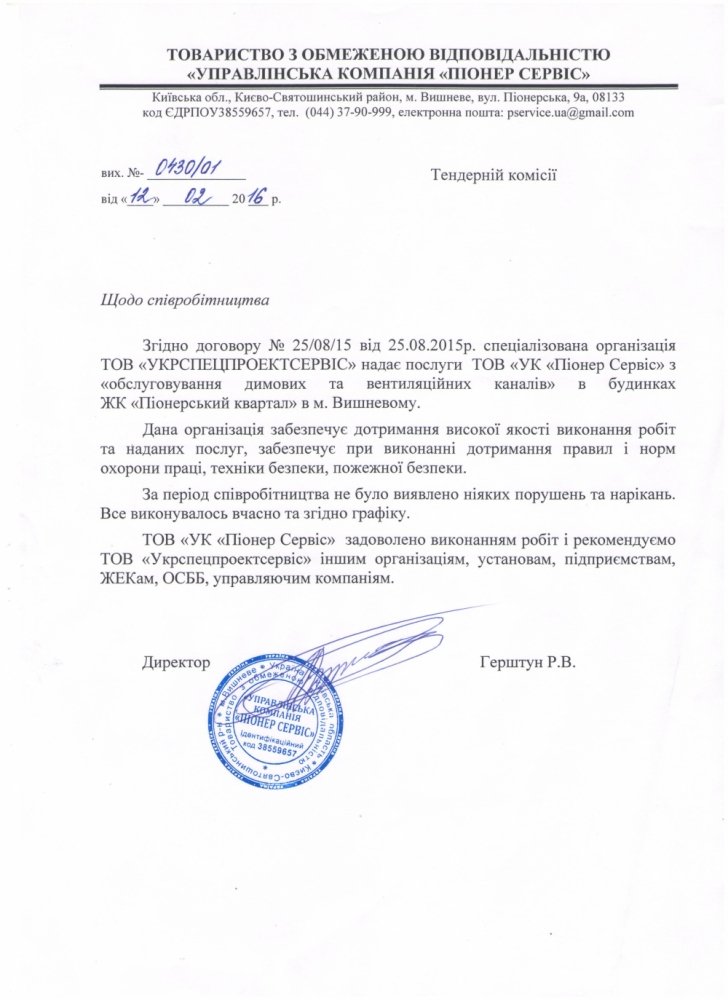 ТОВАРИСТВО З ОБМЕЖЕНОЮ ВІДПОВІДАЛЬНІСТЮ
«УПРАВЛІНСЬКА КОМПАНІЯ «ПІОНЕР СЕРВІС»
Київська обл., Києво-Святошинський район, м. Вишневе, вул. Піонерська, 9а, 08133
код ЄДРПОУ38559657, тел. (044) 37-90-999, електронна пошта: pservice.ua@gmail.com
вих. №- 0430/01
Тендерній комісії
від «12» 02 2016 р.
Щодо співробітництва
Згідно договору № 25/08/15 від 25.08.2015р. спеціалізована організація
ТОВ «УКРСПЕЦПРОЕКТСЕРВІС» надає послуги ТОВ «УК «Піонер Сервіс» з
«обслуговування димових та вентиляційних каналів» в будинках
ЖК «Піонерський квартал» в м. Вишневому.
Дана організація забезпечує дотримання високої якості виконання робіт
та наданих послуг, забезпечує при виконанні дотримання правил і норм
охорони праці, техніки безпеки, пожежної безпеки.
За період співробітництва не було виявлено ніяких порушень та нарікань.
Все виконувалось вчасно та згідно графіку.
ТОВ «УК «Піонер Сервіс» задоволено виконанням робіт і рекомендуємо
ТОВ «Укрспецпроектсервіс» іншим організаціям, установам, підприємствам,
ЖЕКам, ОСББ, управляючим компаніям.
Директор
Герштун Р.В.
Україна * Київська область * Києво-Святошинський р-н * м.Вишневе *
Товариство з обмеженою відповідальністю *
«УПРАВЛІНСЬКА
КОМПАНІЯ
«ПІОНЕР СЕРВІС»
ідентифікаційний
код 38559657